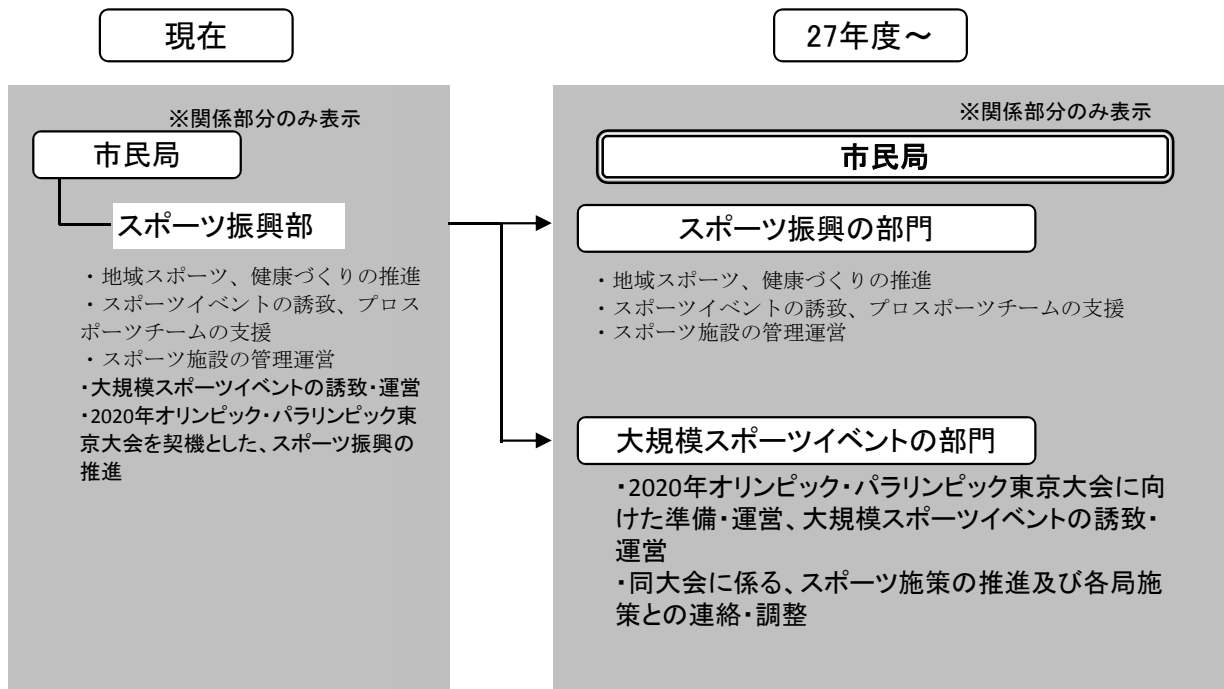 現在
※関係部分のみ表示
市民局
スポーツ振興部
・地域スポーツ、健康づくりの推進
・スポーツイベントの誘致、プロス
ポーツチームの支援
・スポーツ施設の管理運営
・大規模スポーツイベントの誘致・運営
・2020年オリンピック・パラリンピック東
京大会を契機とした、スポーツ振興の
推進
27年度～
※関係部分のみ表示
市民局
スポーツ振興の部門
・地域スポーツ、健康づくりの推進
・スポーツイベントの誘致、プロスポーツチームの支援
・スポーツ施設の管理運営
大規模スポーツイベントの部門
・2020年オリンピック・パラリンピック東京大会に向
けた準備・運営、大規模スポーツイベントの誘致・
運営
・同大会に係る、スポーツ施策の推進及び各局施
策との連絡・調整